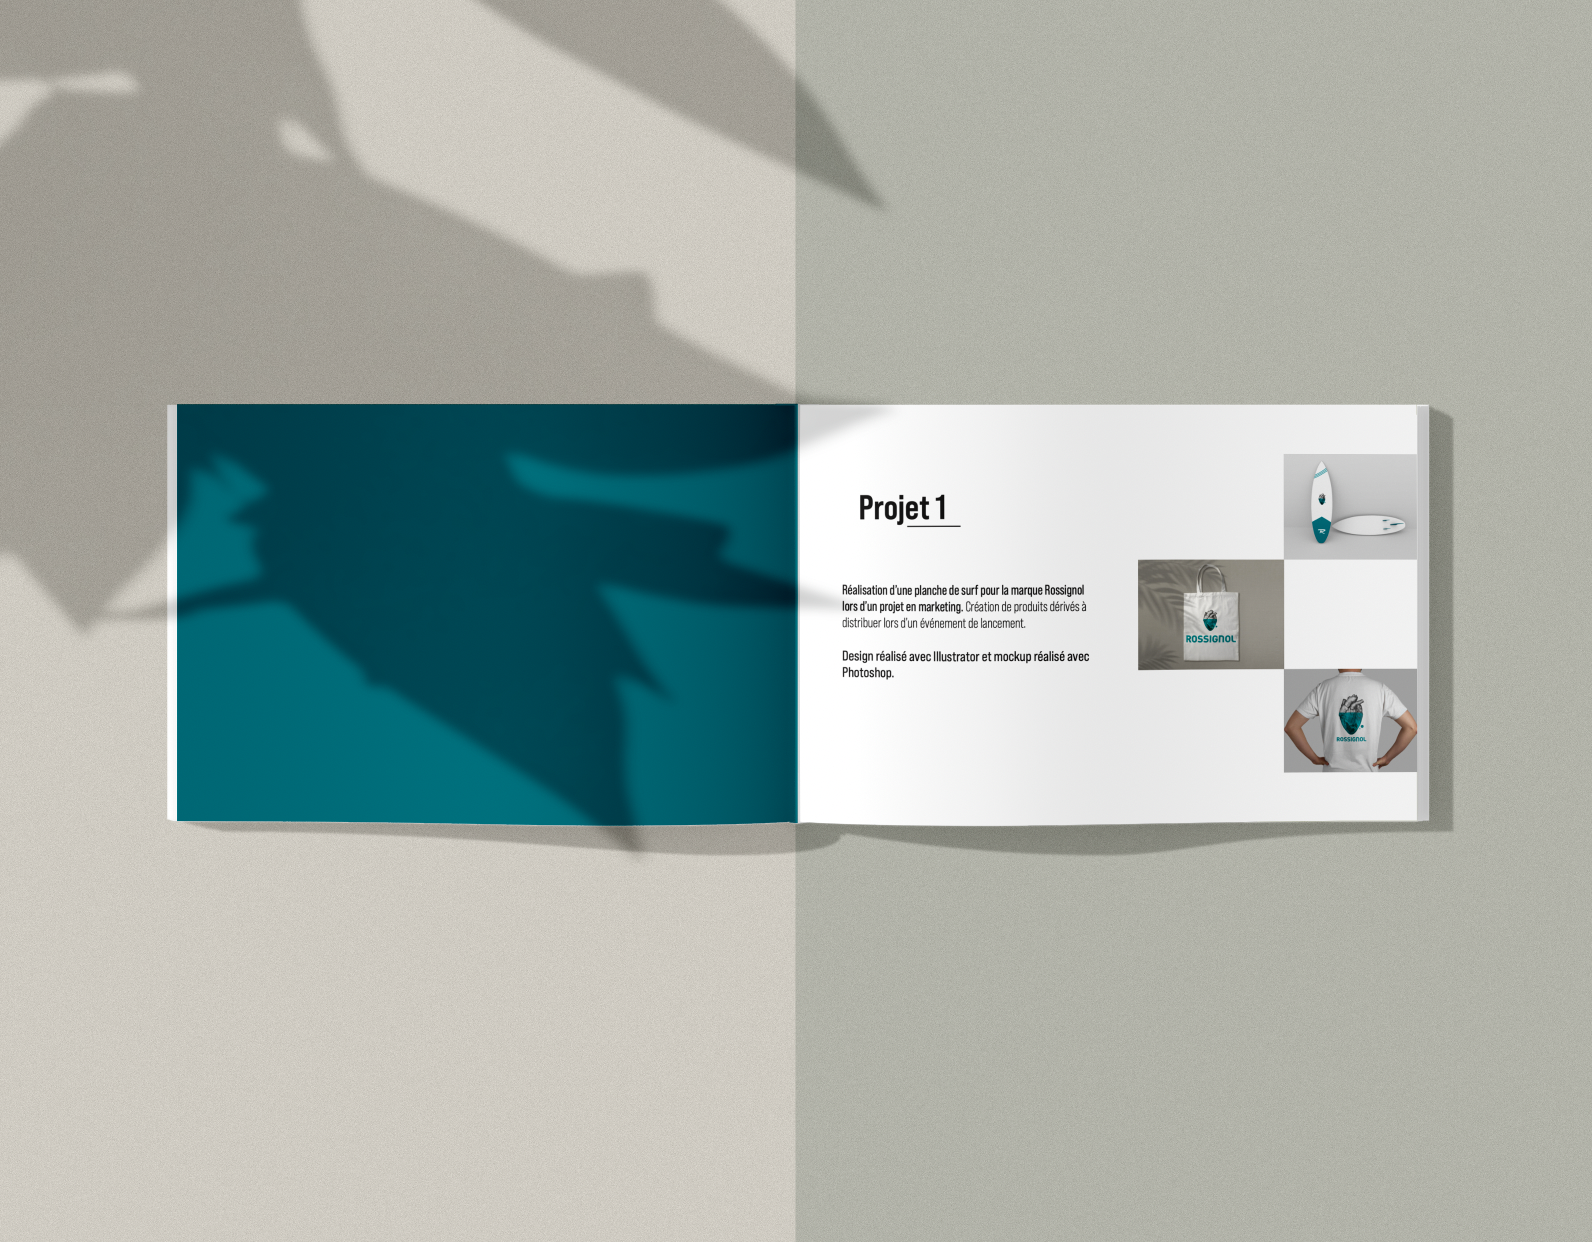 Projet 1
Réalisation d'une planche de surf pour la marque Rossignol
lors d'un projet en marketing. Création de produits dérivés à
distribuer lors d'un événement de lancement.
Design réalisé avec Illustrator et mockup réalisé avec
Photoshop.
ROSSIGNOL
ROSSIGNOL